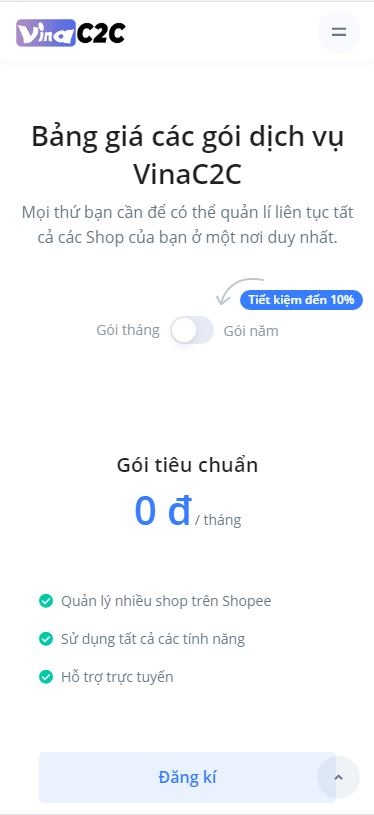 VinaC2C
Bảng giá các gói dịch vụ
VinaC2C
Mọi thứ bạn cần để có thể quản lí liên tục tất
cả các Shop của bạn ở một nơi duy nhất.
Tiết kiệm đến 10%
Gói tháng
Gói năm
Gói tiêu chuẩn
0 đ / tháng
Quản lý nhiều shop trên Shopee
Sử dụng tất cả các tính năng
Hỗ trợ trực tuyến
Đăng kí